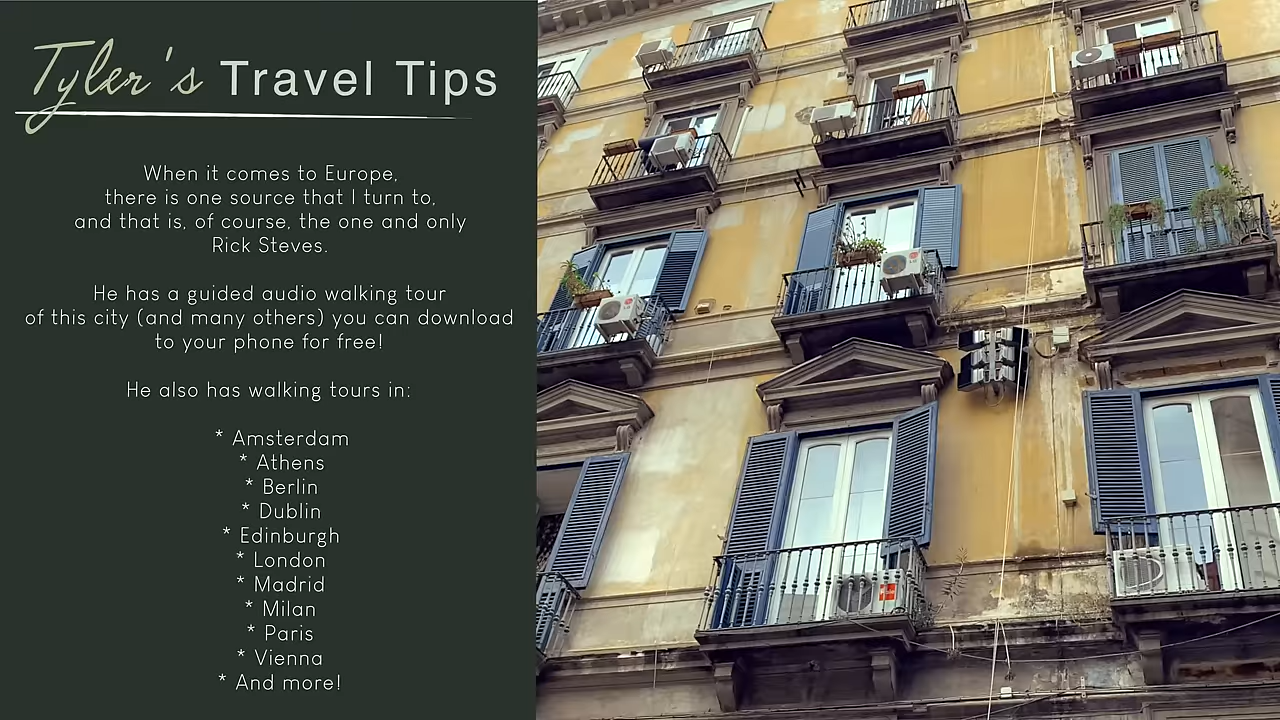 Tyler's Travel Tips
When it comes to Europe,
there is one source that I turn to,
and that is, of course, the one and only
Rick Steves.
He has a guided audio walking tour
of this city (and many others) you can download
to your phone for free!
He also has walking tours in:
* Amsterdam
* Athens
* Berlin
* Dublin
* Edinburgh
* London
* Madrid
* Milan
* Paris
* Vienna
* And more!